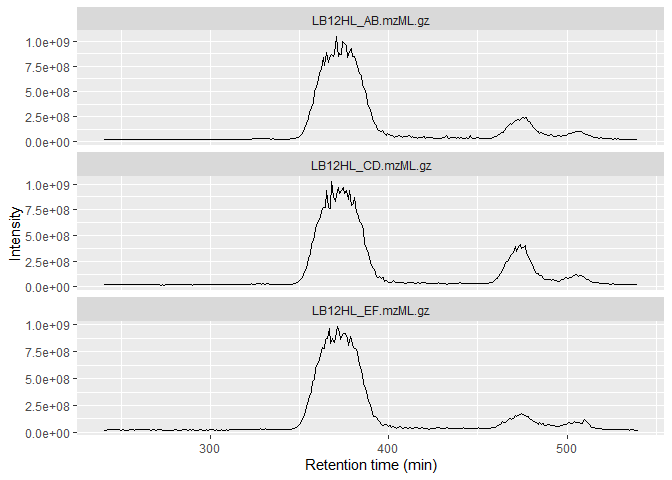 LB12HL_AB.mzML.gz
1.0e+09
7.5e+08
5.0e+08
2.5e+08
0.0e+00
LB12HL_CD.mzML.gz
1.0e+09
7.5e+08
5.0e+08
2.5e+08
0.0e+00
Intensity
LB12HL_EF.mzML.gz
1.0e+09
7.5e+08
5.0e+08
2.5e+08
0.0e+00
300 400 500
Retention time (min)